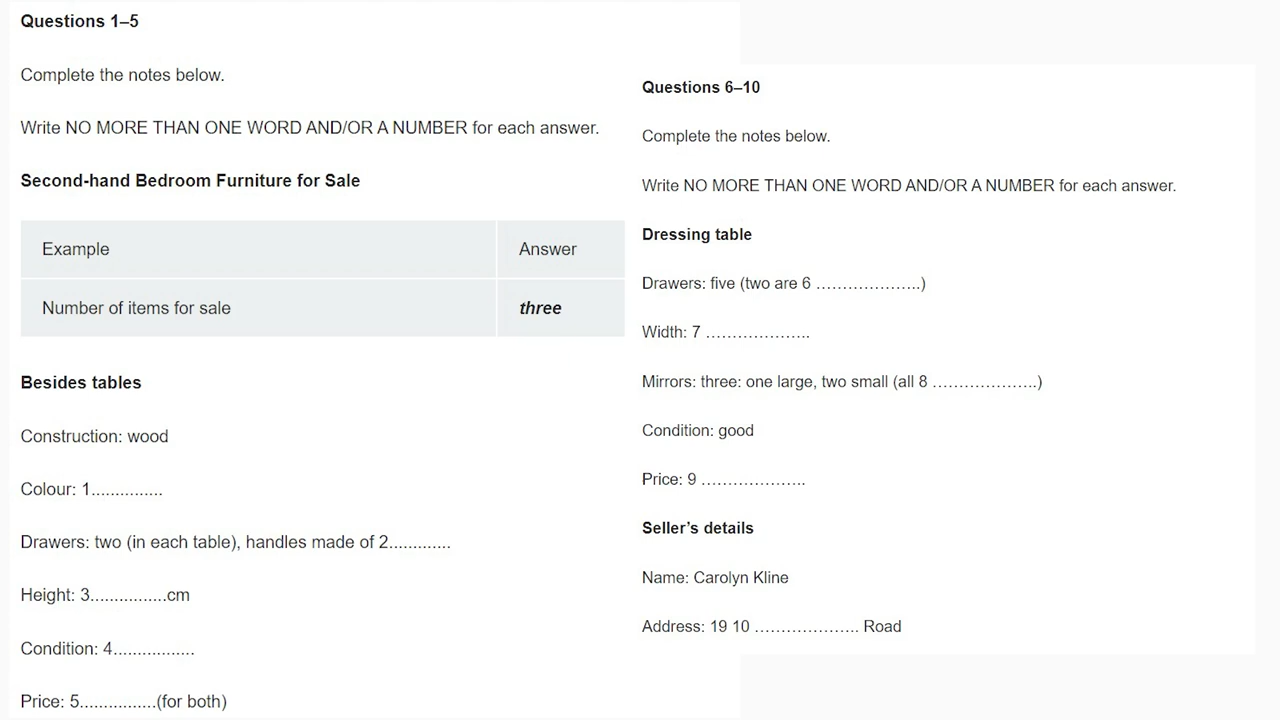 Questions 1–5
Complete the notes below.
Write NO MORE THAN ONE WORD AND/OR A NUMBER for each answer.
Second-hand Bedroom Furniture for Sale
Example Answer
Number of items for sale three
Besides tables
Construction: wood
Colour: 1..............
Drawers: two (in each table), handles made of 2.............
Height: 3...............cm
Condition: 4................
Price: 5...............(for both)
Questions 6–10
Complete the notes below.
Write NO MORE THAN ONE WORD AND/OR A NUMBER for each answer.
Dressing table
Drawers: five (two are 6 ………………..)
Width: 7 ………………..
Mirrors: three: one large, two small (all 8 ………………..)
Condition: good
Price: 9 ………………..
Seller’s details
Name: Carolyn Kline
Address: 19 10 ……………….. Road